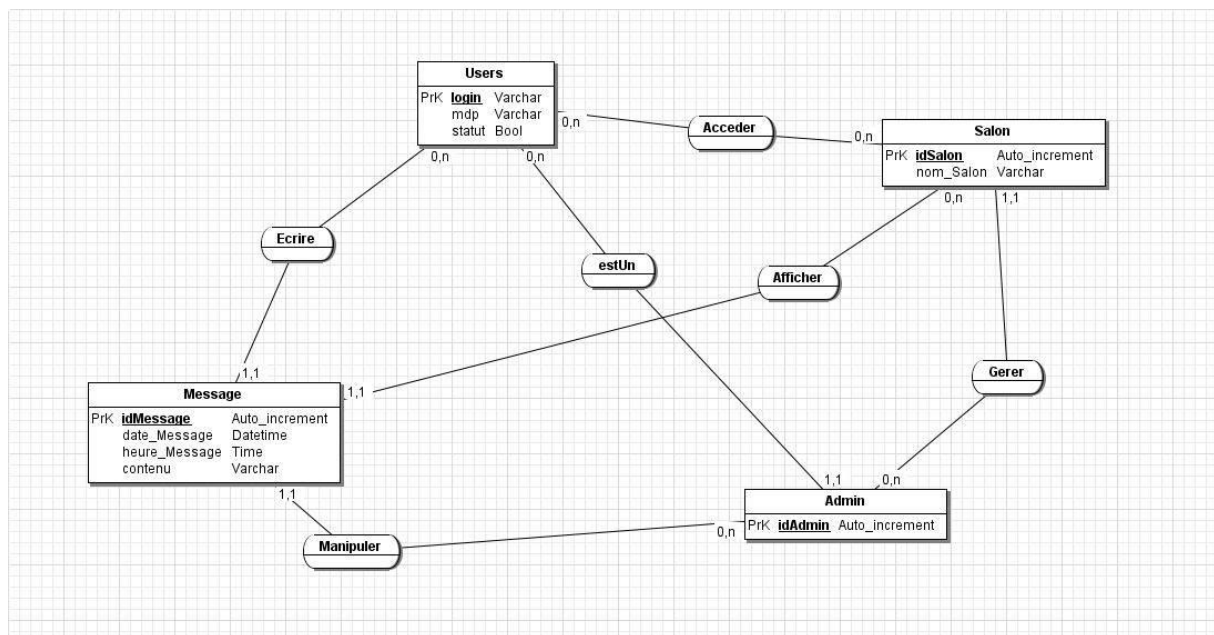 Users
PrK login Varchar
mdp Varchar
statut Bool
0,n
Acceder
0,n
Salon
PrK idSalon Auto_increment
nom_Salon Varchar
0,n
0,n
0,n
1,1
Ecrire
estUn
Afficher
1,1
1,1
Gerer
Message
PrK idMessage Auto_increment
date_Message Datetime
heure_Message Time
contenu Varchar
1,1
1,1
0,n
Admin
PrK idAdmin Auto_increment
0,n
Manipuler